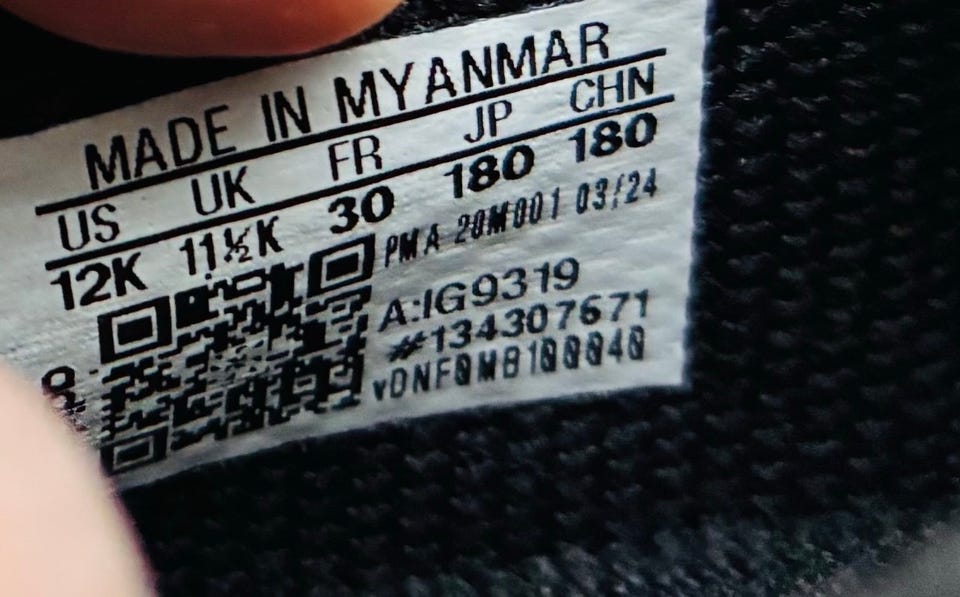 MADE IN MYANMAR
US UK FR JP CHN
12K 11½K 30 180 180
PMA 20M001 03/24
A:IG9319
#134307671
vDNF0MB100040